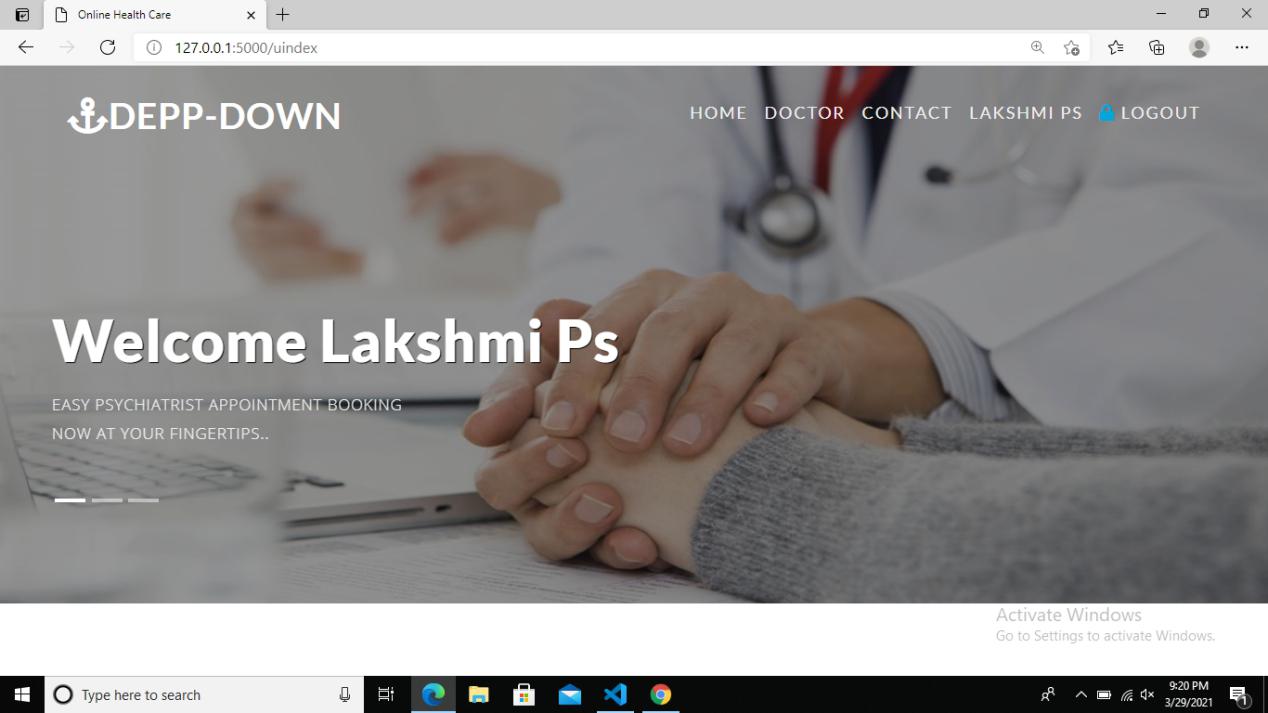 Online Health Care
127.0.0.1:5000/uindex
DEPP-DOWN
HOME DOCTOR CONTACT LAKSHMI PS LOGOUT
Welcome Lakshmi Ps
EASY PSYCHIATRIST APPOINTMENT BOOKING
NOW AT YOUR FINGERTIPS..
Activate Windows
Go to Settings to activate Windows.
Type here to search
9:20 PM
3/29/2021
1